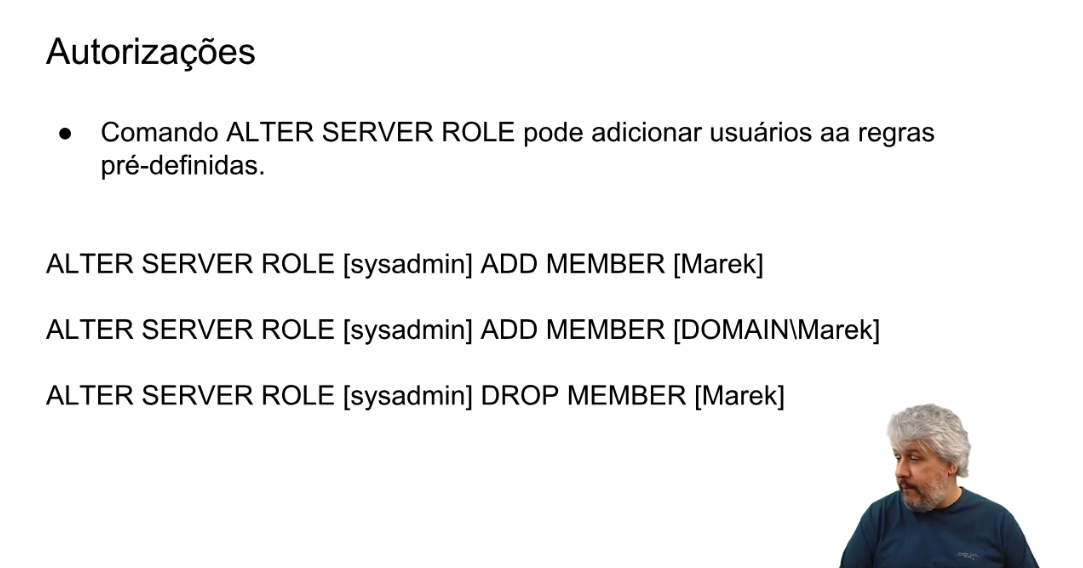 Autorizações
● Comando ALTER SERVER ROLE pode adicionar usuários aa regras
pré-definidas.
ALTER SERVER ROLE [sysadmin] ADD MEMBER [Marek]
ALTER SERVER ROLE [sysadmin] ADD MEMBER [DOMAIN\Marek]
ALTER SERVER ROLE [sysadmin] DROP MEMBER [Marek]